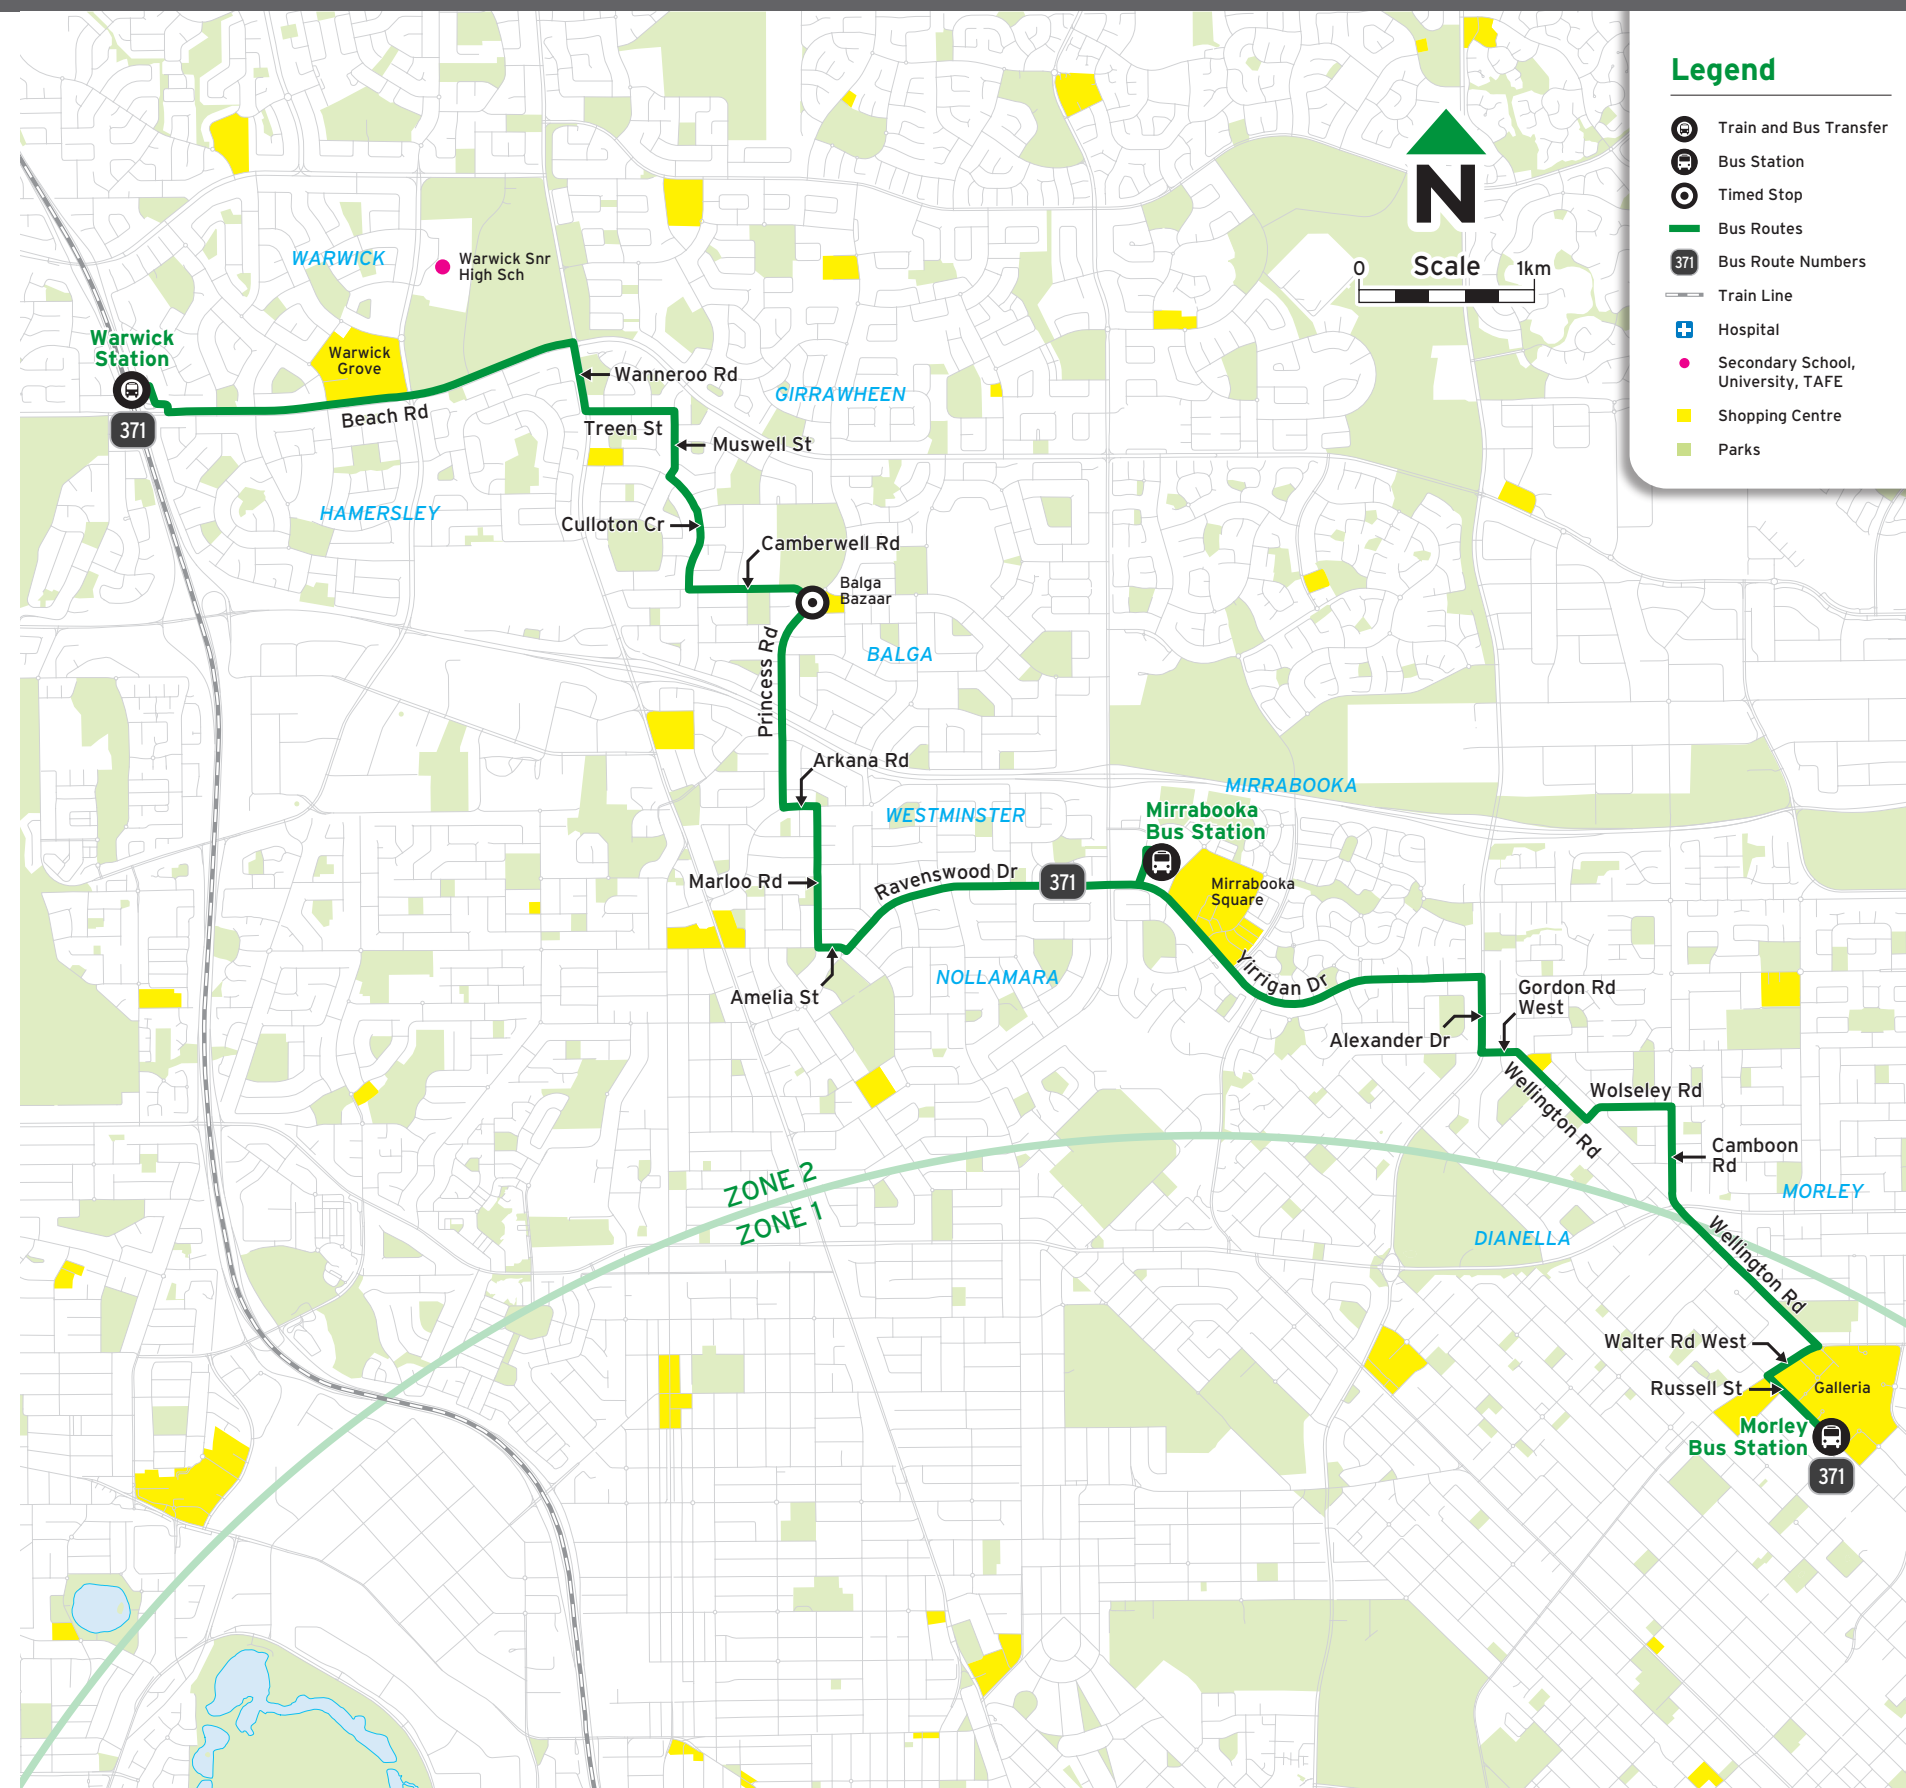 Legend
Train and Bus Transfer
Bus Station
Timed Stop
Bus Routes
371 Bus Route Numbers
Train Line
Hospital
Secondary School,
University, TAFE
Shopping Centre
Parks
N
0 Scale 1km
WARWICK
Warwick Snr
High Sch
Warwick
Station
371
Warwick
Grove
Beach Rd
Wanneroo Rd
GIRRAWHEEN
Treen St
Muswell St
HAMERSLEY
Culloton Cr
Camberwell Rd
Balga
Bazaar
Princess Rd
BALGA
Arkana Rd
WESTMINSTER
MIRRABOOKA
Mirrabooka
Bus Station
Marloo Rd
Ravenswood Dr
371
Mirrabooka
Square
Amelia St
NOLLAMARA
Yirrigan Dr
Gordon Rd
West
Alexander Dr
Wellington Rd
Wolseley Rd
Camboon
Rd
MORLEY
ZONE 2
ZONE 1
DIANELLA
Wellington Rd
Walter Rd West
Russell St
Galleria
Morley
Bus Station
371